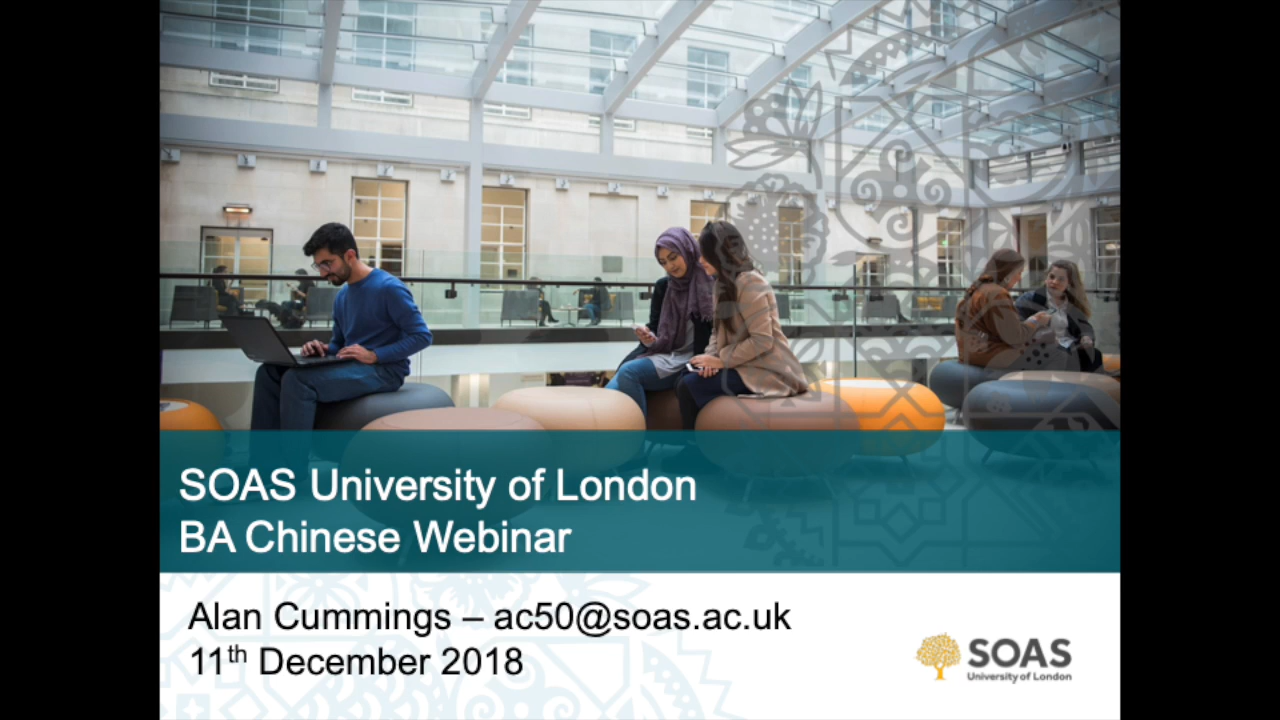 SOAS University of London
BA Chinese Webinar
Alan Cummings – ac50@soas.ac.uk
11th December 2018
SOAS
University of London